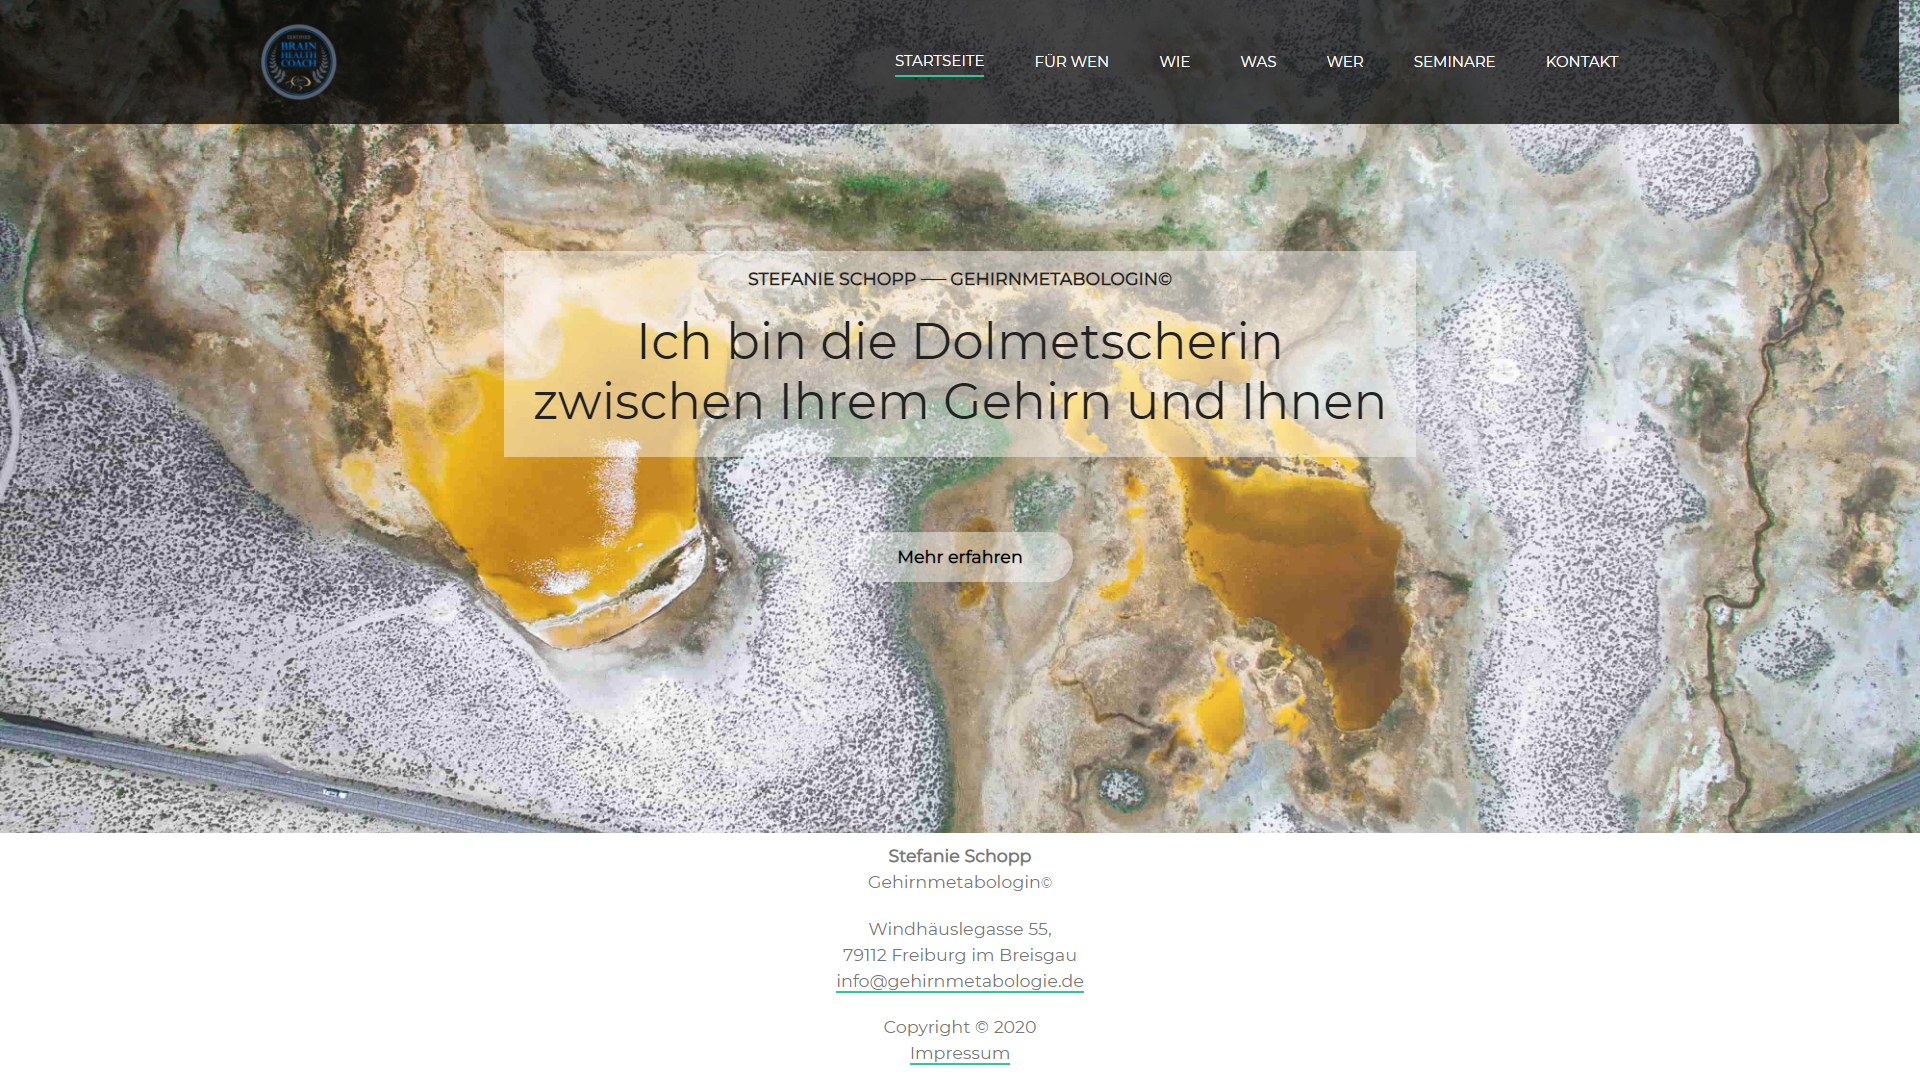 CERTIFIED
BRAIN
HEALTH
COACH
STARTSEITE
FÜR WEN
WIE
WAS
WER
SEMINARE
KONTAKT
STEFANIE SCHOPP —– GEHIRNMETABOLOGIN©
Ich bin die Dolmetscherin
zwischen Ihrem Gehirn und Ihnen
Mehr erfahren
Stefanie Schopp
Gehirnmetabologin©
Windhäuslegasse 55,
79112 Freiburg im Breisgau
info@gehirnmetabologie.de
Copyright © 2020
Impressum